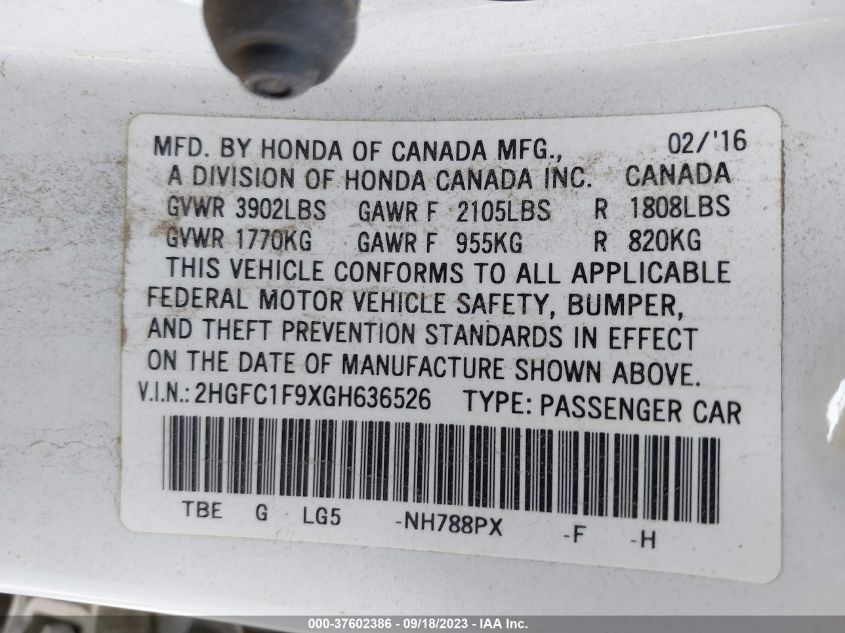 MFD. BY HONDA OF CANADA MFG., 02/'16
A DIVISION OF HONDA CANADA INC. CANADA
GVWR 3902LBS GAWR F 2105LBS R 1808LBS
GVWR 1770KG GAWR F 955KG R 820KG
THIS VEHICLE CONFORMS TO ALL APPLICABLE
FEDERAL MOTOR VEHICLE SAFETY, BUMPER,
AND THEFT PREVENTION STANDARDS IN EFFECT
ON THE DATE OF MANUFACTURE SHOWN ABOVE.
V.I.N.: 2HGFC1F9XGH636526 TYPE: PASSENGER CAR
TBE G LG5 -NH788PX -F -H
000-37602386 - 09/18/2023 - IAA Inc.